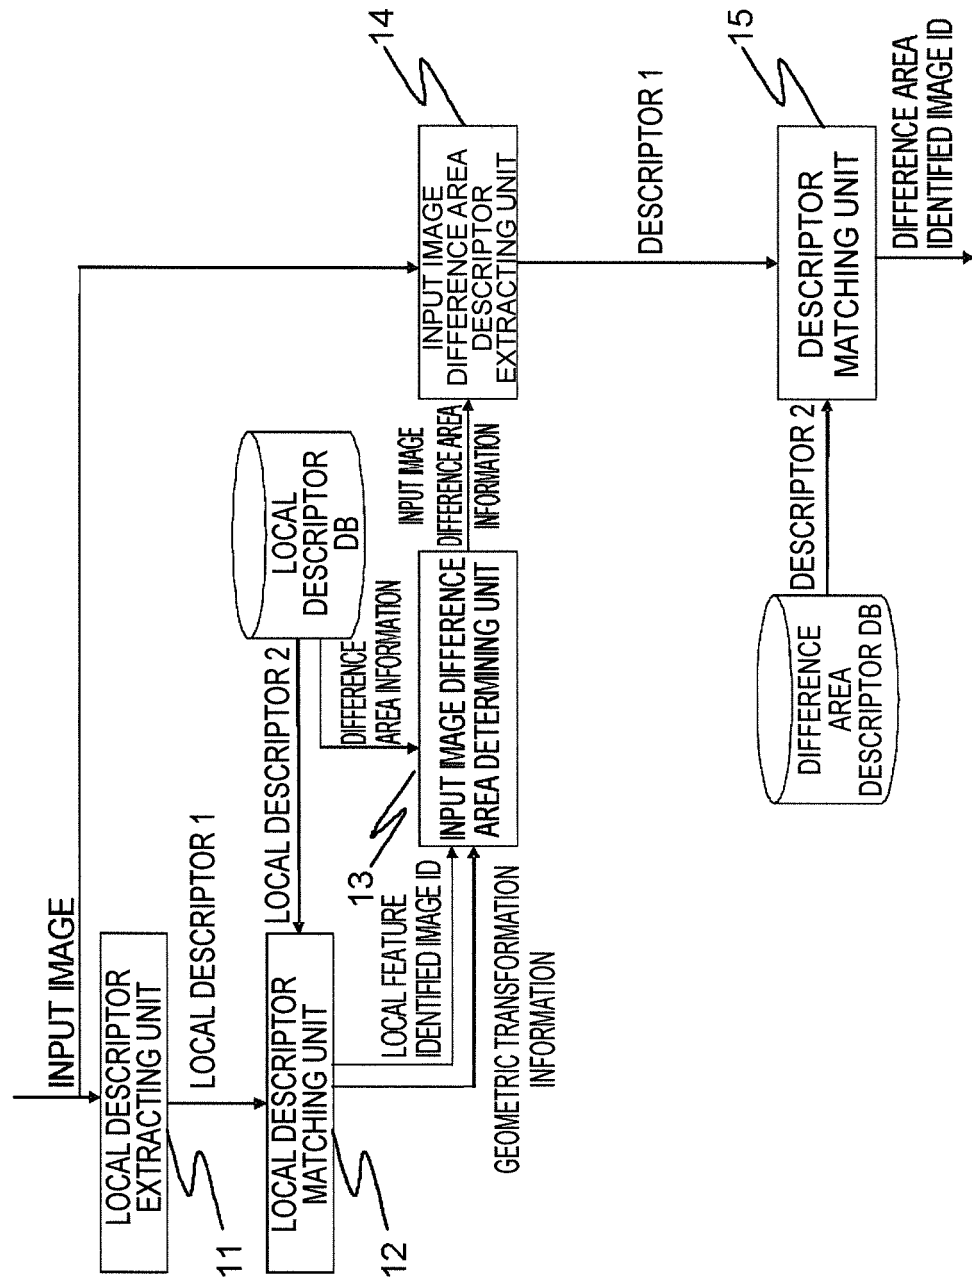 INPUT IMAGE
LOCAL DESCRIPTOR
EXTRACTING UNIT
11
LOCAL DESCRIPTOR 1
LOCAL DESCRIPTOR
MATCHING UNIT
12
LOCAL DESCRIPTOR 2
LOCAL
DESCRIPTOR
DB
DIFFERENCE
AREA INFORMATION
13
LOCAL FEATURE
IDENTIFIED IMAGE ID
GEOMETRIC TRANSFORMATION
INFORMATION
INPUT IMAGE DIFFERENCE
AREA DETERMINING UNIT
INPUT IMAGE
DIFFERENCE AREA
INFORMATION
INPUT IMAGE
DIFFERENCE AREA
DESCRIPTOR
EXTRACTING UNIT
14
DESCRIPTOR 1
DIFFERENCE
AREA
DESCRIPTOR DB
DESCRIPTOR 2
DESCRIPTOR
MATCHING UNIT
15
DIFFERENCE AREA
IDENTIFIED IMAGE ID